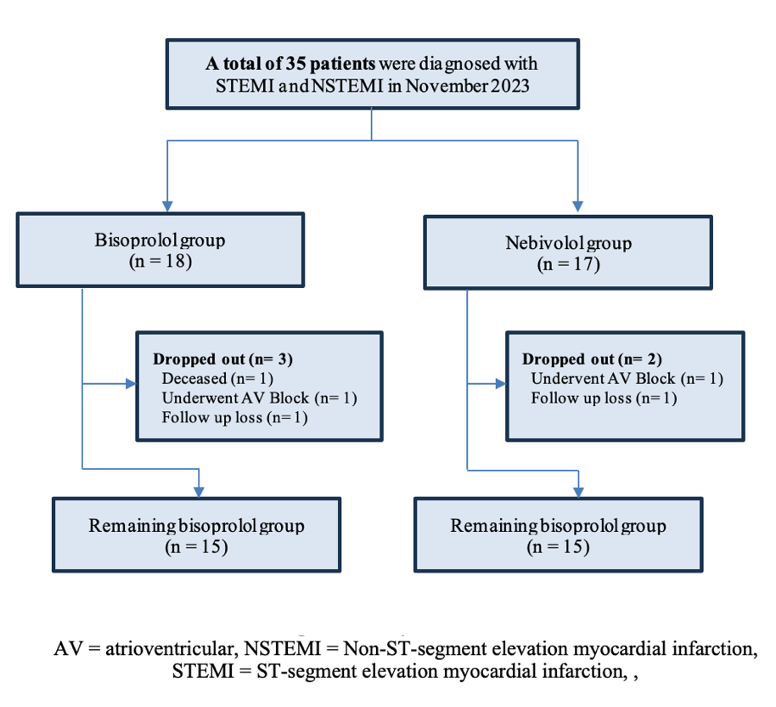 A total of 35 patients were diagnosed with
STEMI and NSTEMI in November 2023
Bisoprolol group
(n = 18)
Nebivolol group
(n = 17)
Dropped out (n= 3)
Deceased (n= 1)
Underwent AV Block (n= 1)
Follow up loss (n=1)
Dropped out (n= 2)
Undervent AV Block (n= 1)
Follow up loss (n=1)
Remaining bisoprolol group
(n = 15)
Remaining bisoprolol group
(n = 15)
AV = atrioventricular, NSTEMI = Non-ST-segment elevation myocardial infarction,
STEMI = ST-segment elevation myocardial infarction, ,